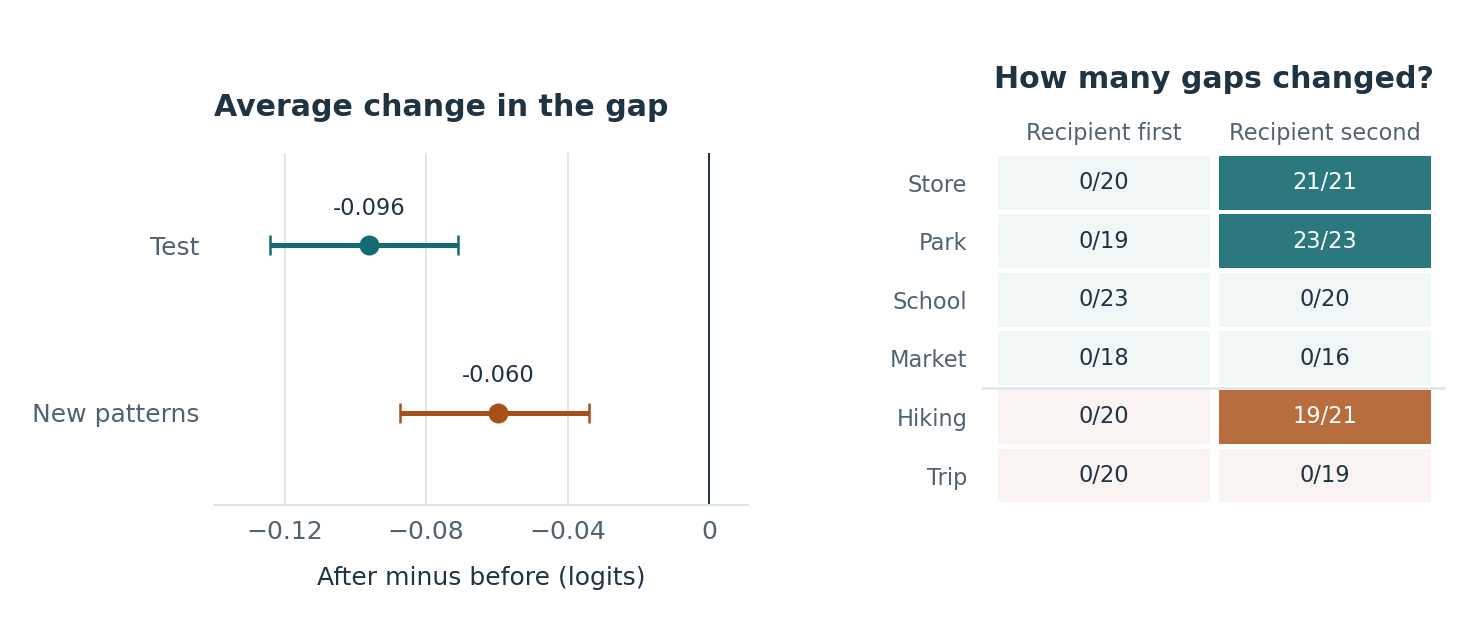 Average change in the gap
-0.096
Test
-0.060
New patterns
−0.12 −0.08 −0.04 0
After minus before (logits)
How many gaps changed?
Recipient first Recipient second
Store 0/20 21/21
Park 0/19 23/23
School 0/23 0/20
Market 0/18 0/16
Hiking 0/20 19/21
Trip 0/20 0/19